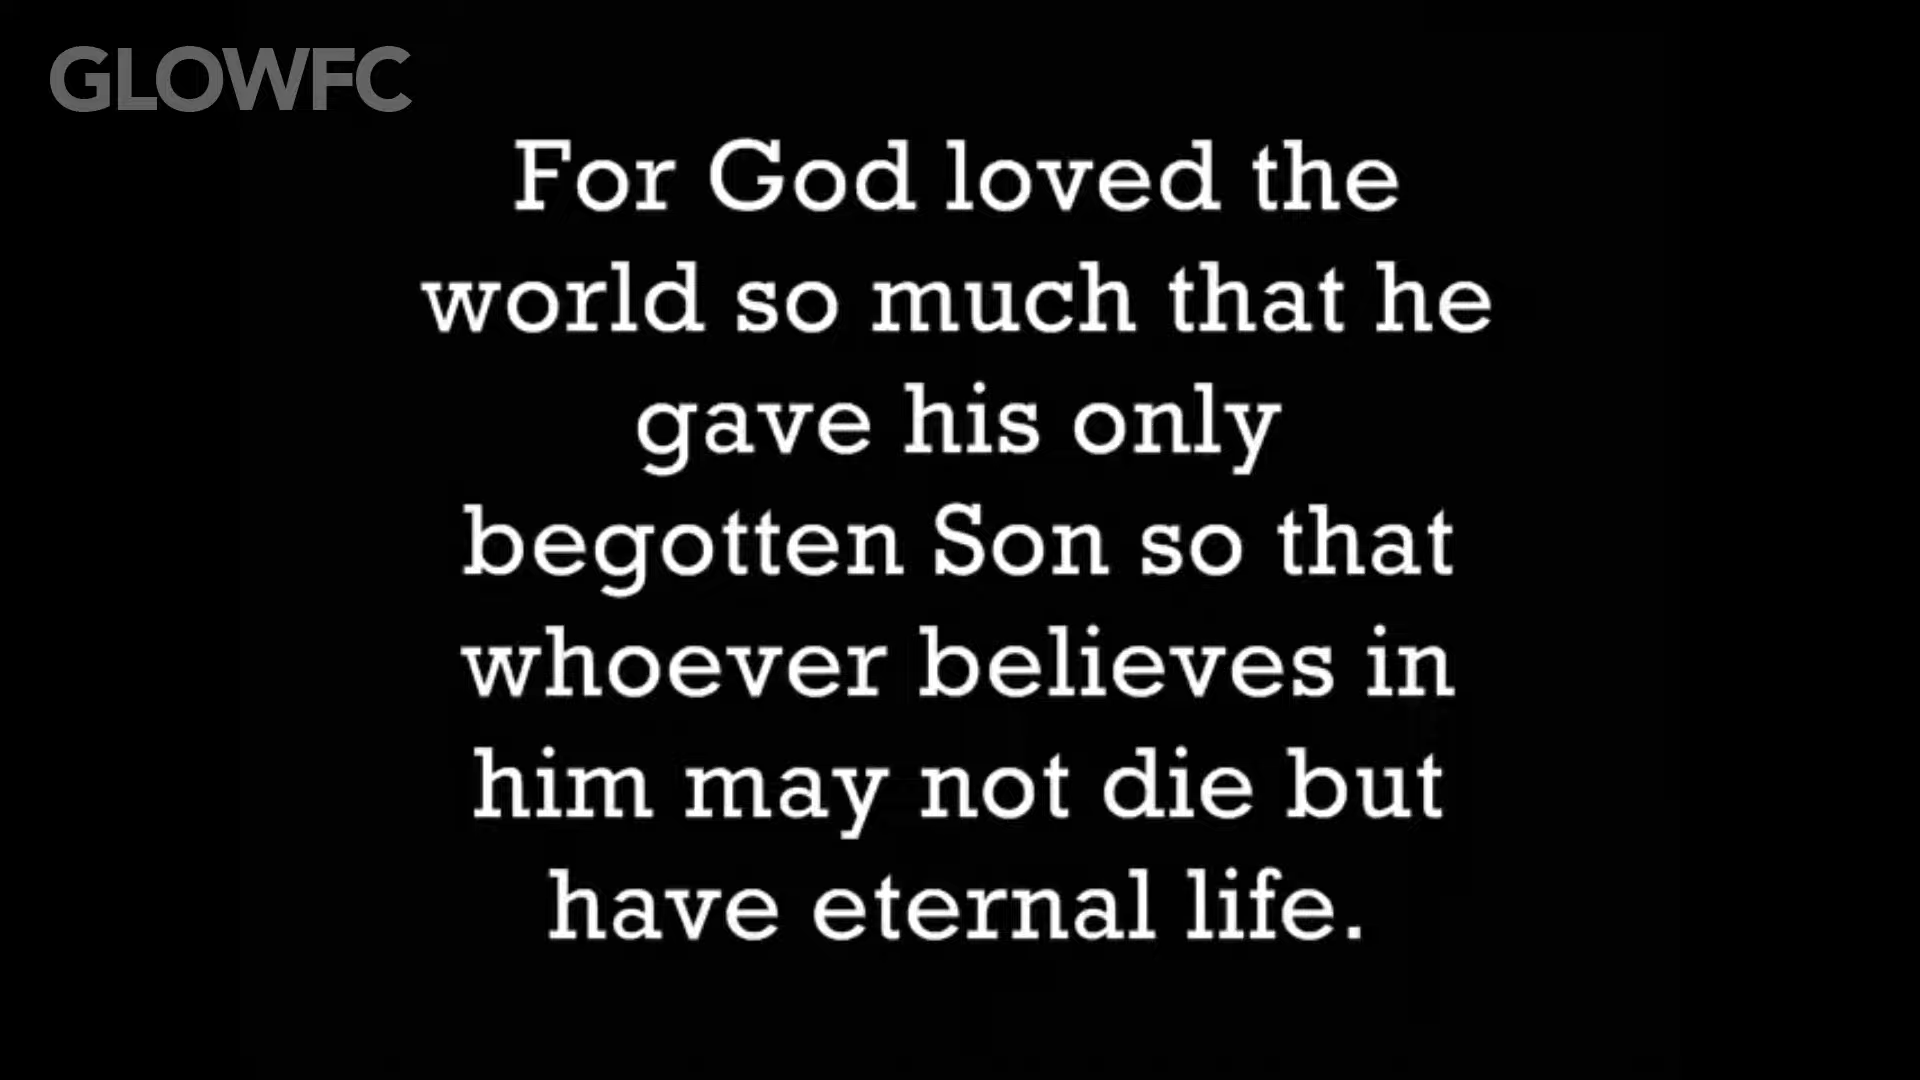 GLOWFC
For God loved the
world so much that he
gave his only
begotten Son so that
whoever believes in
him may not die but
have eternal life.